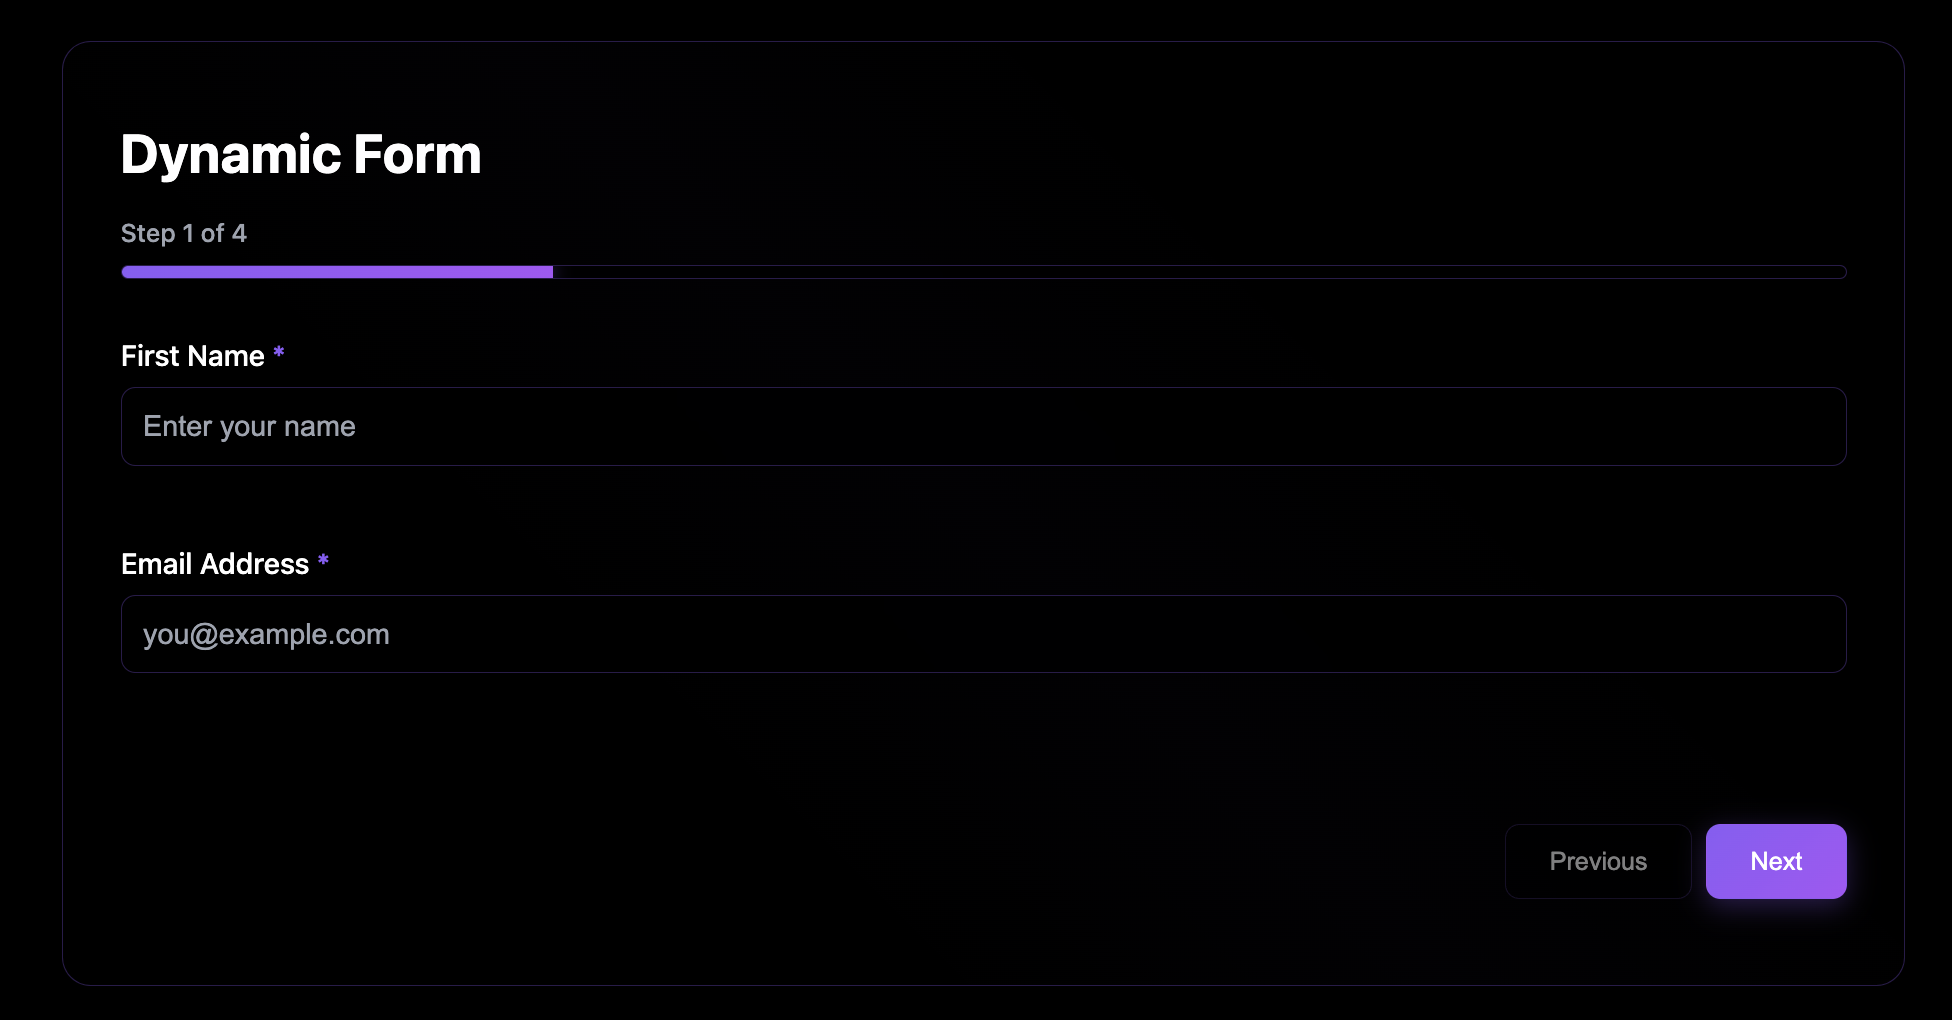 Dynamic Form
Step 1 of 4
First Name *
Enter your name
Email Address *
you@example.com
Previous
Next